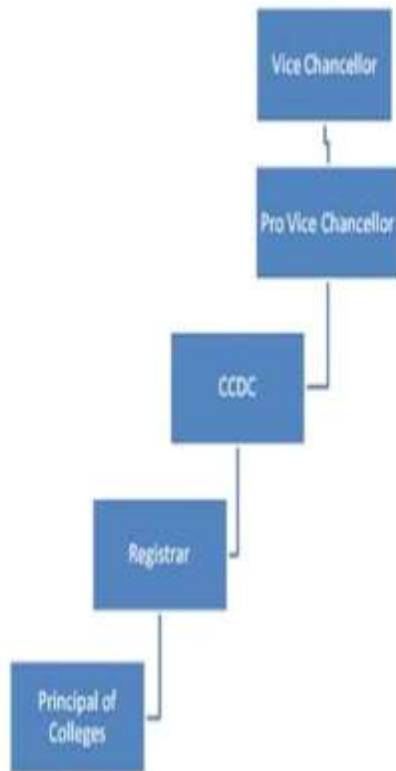 Vice Chancellor
Pro Vice Chancellor
CCDC
Registrar
Principal of
Colleges